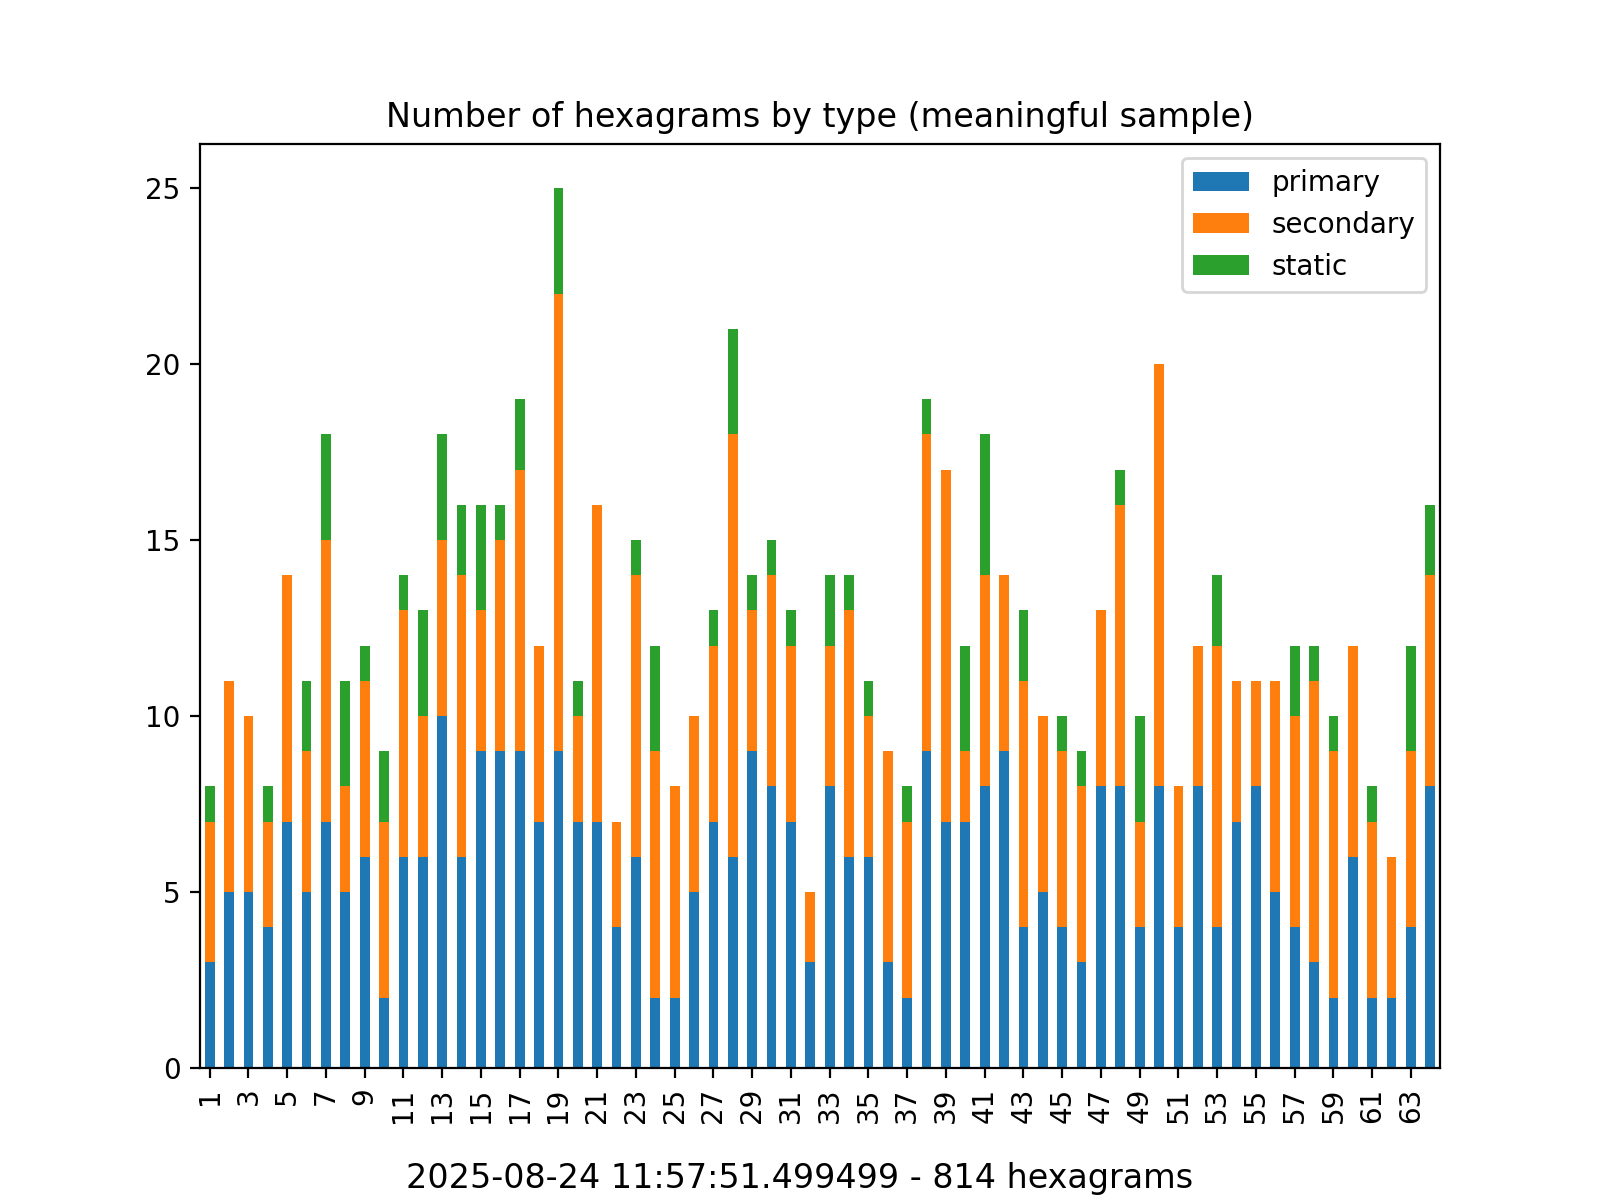 Number of hexagrams by type (meaningful sample)
primary
secondary
static
25
20
15
10
5
0
1 3 5 7 9 11 13 15 17 19 21 23 25 27 29 31 33 35 37 39 41 43 45 47 49 51 53 55 57 59 61 63
2025-08-24 11:57:51.499499 - 814 hexagrams